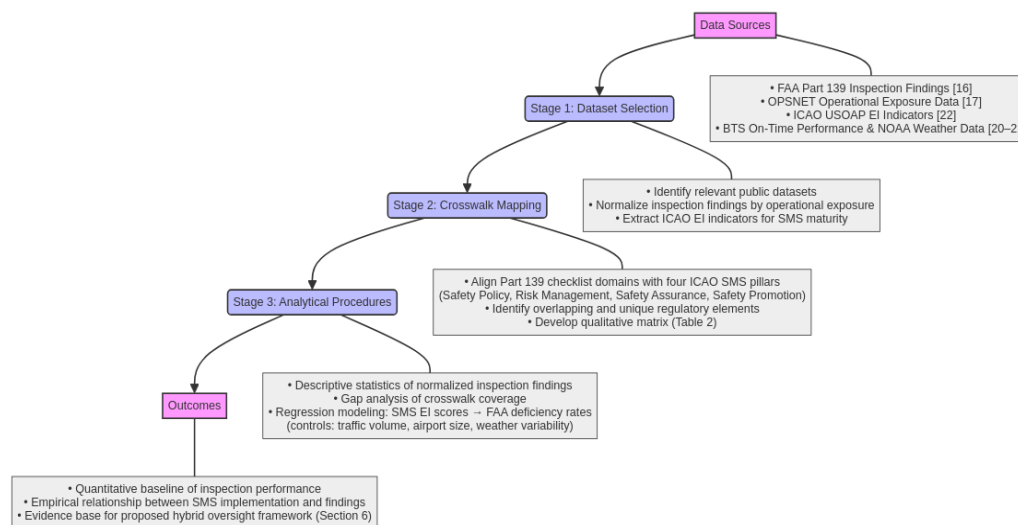 Data Sources
• FAA Part 139 Inspection Findings [16]
• OPSNET Operational Exposure Data [17]
• ICAO USOAP EI Indicators [22]
• BTS On-Time Performance & NOAA Weather Data [20–2
Stage 1: Dataset Selection
• Identify relevant public datasets
• Normalize inspection findings by operational exposure
• Extract ICAO EI indicators for SMS maturity
Stage 2: Crosswalk Mapping
• Align Part 139 checklist domains with four ICAO SMS pillars
(Safety Policy, Risk Management, Safety Assurance, Safety Promotion)
• Identify overlapping and unique regulatory elements
• Develop qualitative matrix (Table 2)
Stage 3: Analytical Procedures
• Descriptive statistics of normalized inspection findings
• Gap analysis of crosswalk coverage
• Regression modeling: SMS EI scores → FAA deficiency rates
(controls: traffic volume, airport size, weather variability)
Outcomes
• Quantitative baseline of inspection performance
• Empirical relationship between SMS implementation and findings
• Evidence base for proposed hybrid oversight framework (Section 6)